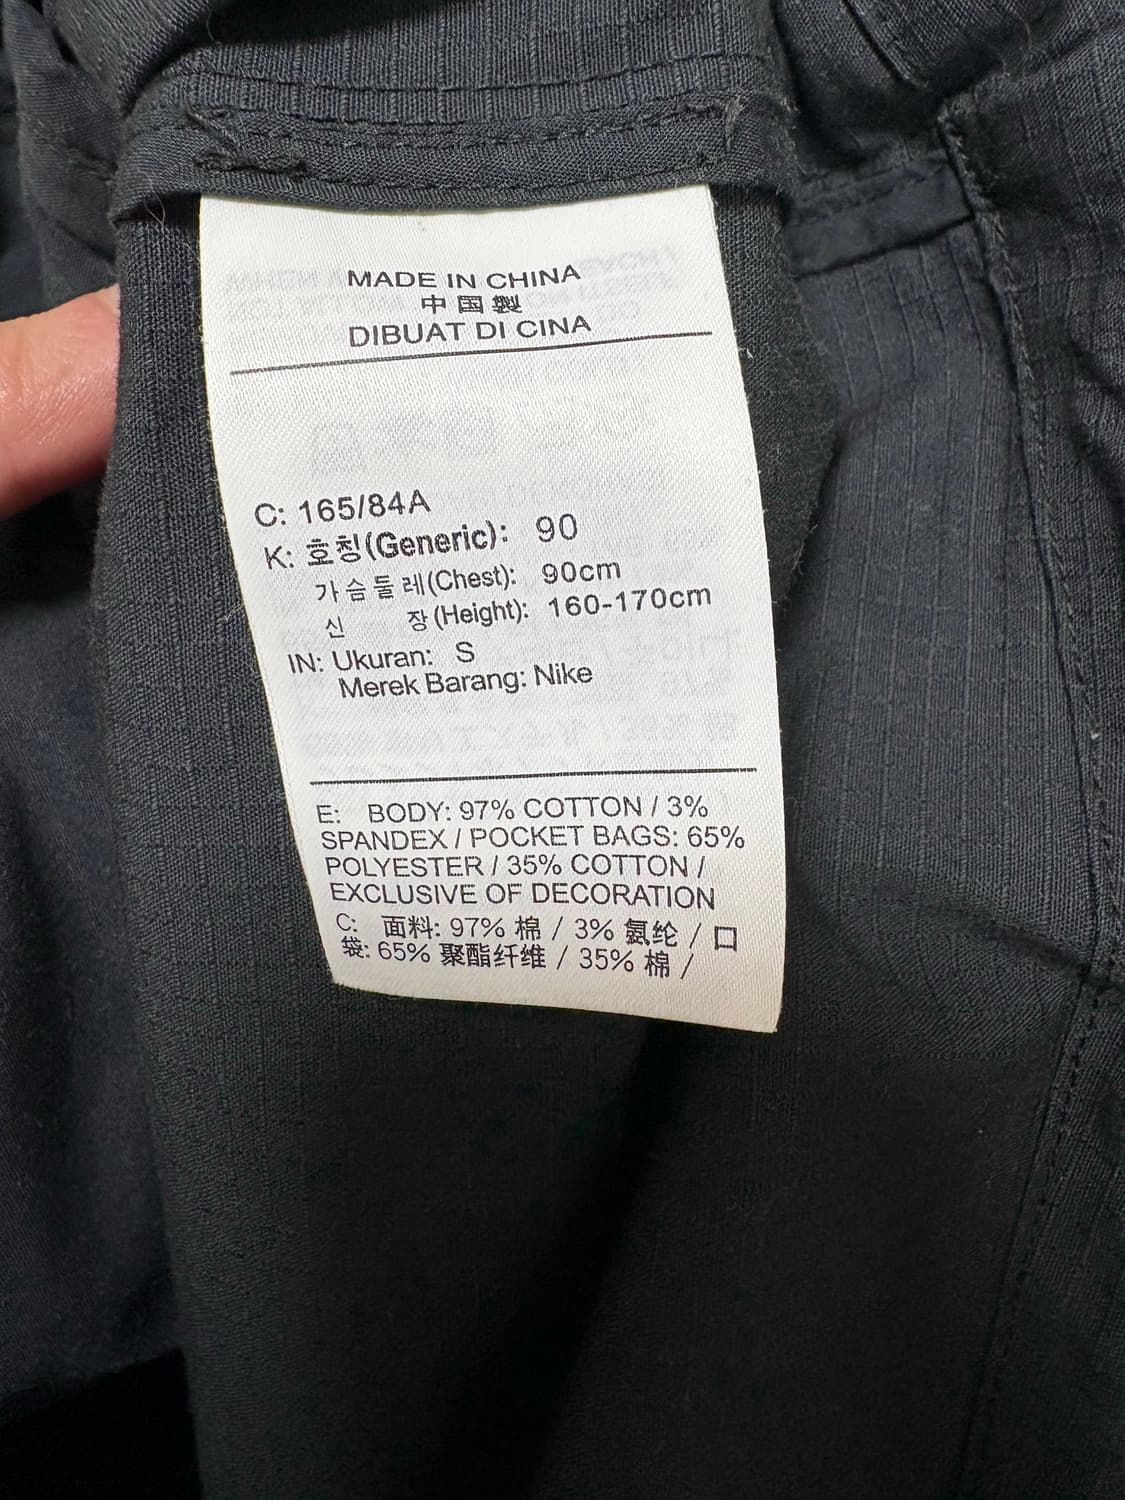 MADE IN CHINA
中国製
DIBUAT DI CINA
C: 165/84A
K: 호칭(Generic): 90
가슴둘레(Chest): 90cm
신 장(Height): 160-170cm
IN: Ukuran: S
Merek Barang: Nike
E: BODY: 97% COTTON / 3%
SPANDEX / POCKET BAGS: 65%
POLYESTER / 35% COTTON /
EXCLUSIVE OF DECORATION
C: 面料: 97% 棉 / 3% 氨纶 / 口
袋: 65% 聚酯纤维 / 35% 棉 /